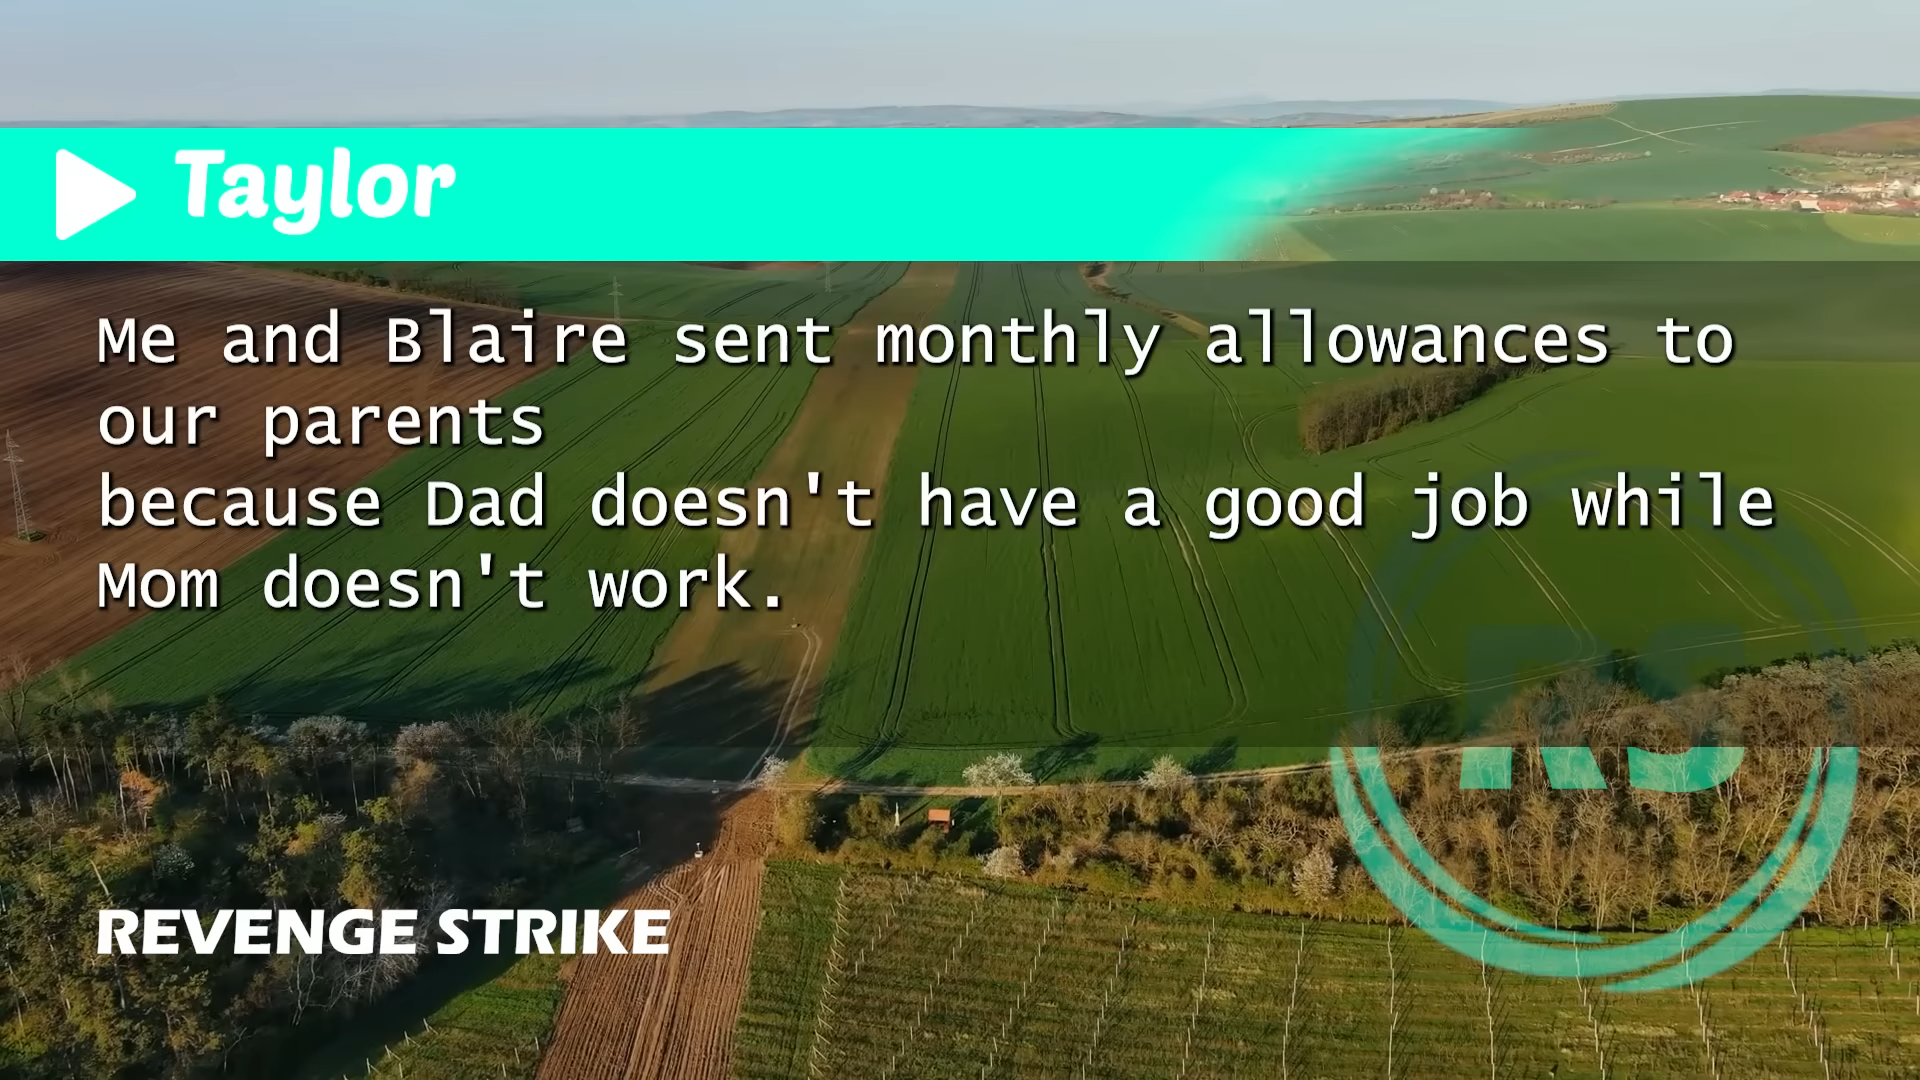 Taylor
Me and Blaire sent monthly allowances to
our parents
because Dad doesn't have a good job while
Mom doesn't work.
RS
REVENGE STRIKE